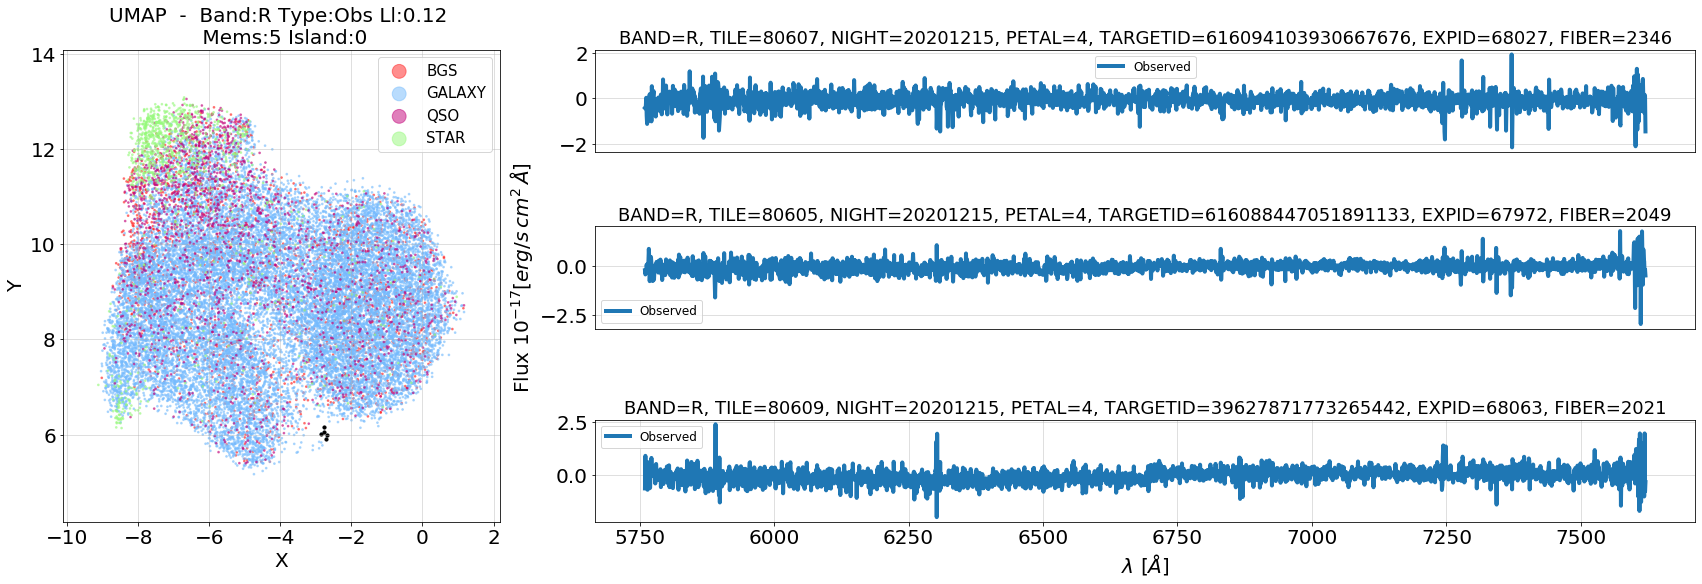 UMAP - Band:R Type:Obs Ll:0.12
Mems:5 Island:0
14
12
10
8
6
Y
−10
−8
−6
−4
−2
0
2
X
BGS
GALAXY
QSO
STAR
Flux 10⁻¹⁷[erg/s cm² Å]
BAND=R, TILE=80607, NIGHT=20201215, PETAL=4, TARGETID=616094103930667676, EXPID=68027, FIBER=2346
2
0
−2
Observed
BAND=R, TILE=80605, NIGHT=20201215, PETAL=4, TARGETID=616088447051891133, EXPID=67972, FIBER=2049
0.0
−2.5
Observed
BAND=R, TILE=80609, NIGHT=20201215, PETAL=4, TARGETID=39627871773265442, EXPID=68063, FIBER=2021
2.5
0.0
Observed
5750
6000
6250
6500
6750
7000
7250
7500
λ [Å]